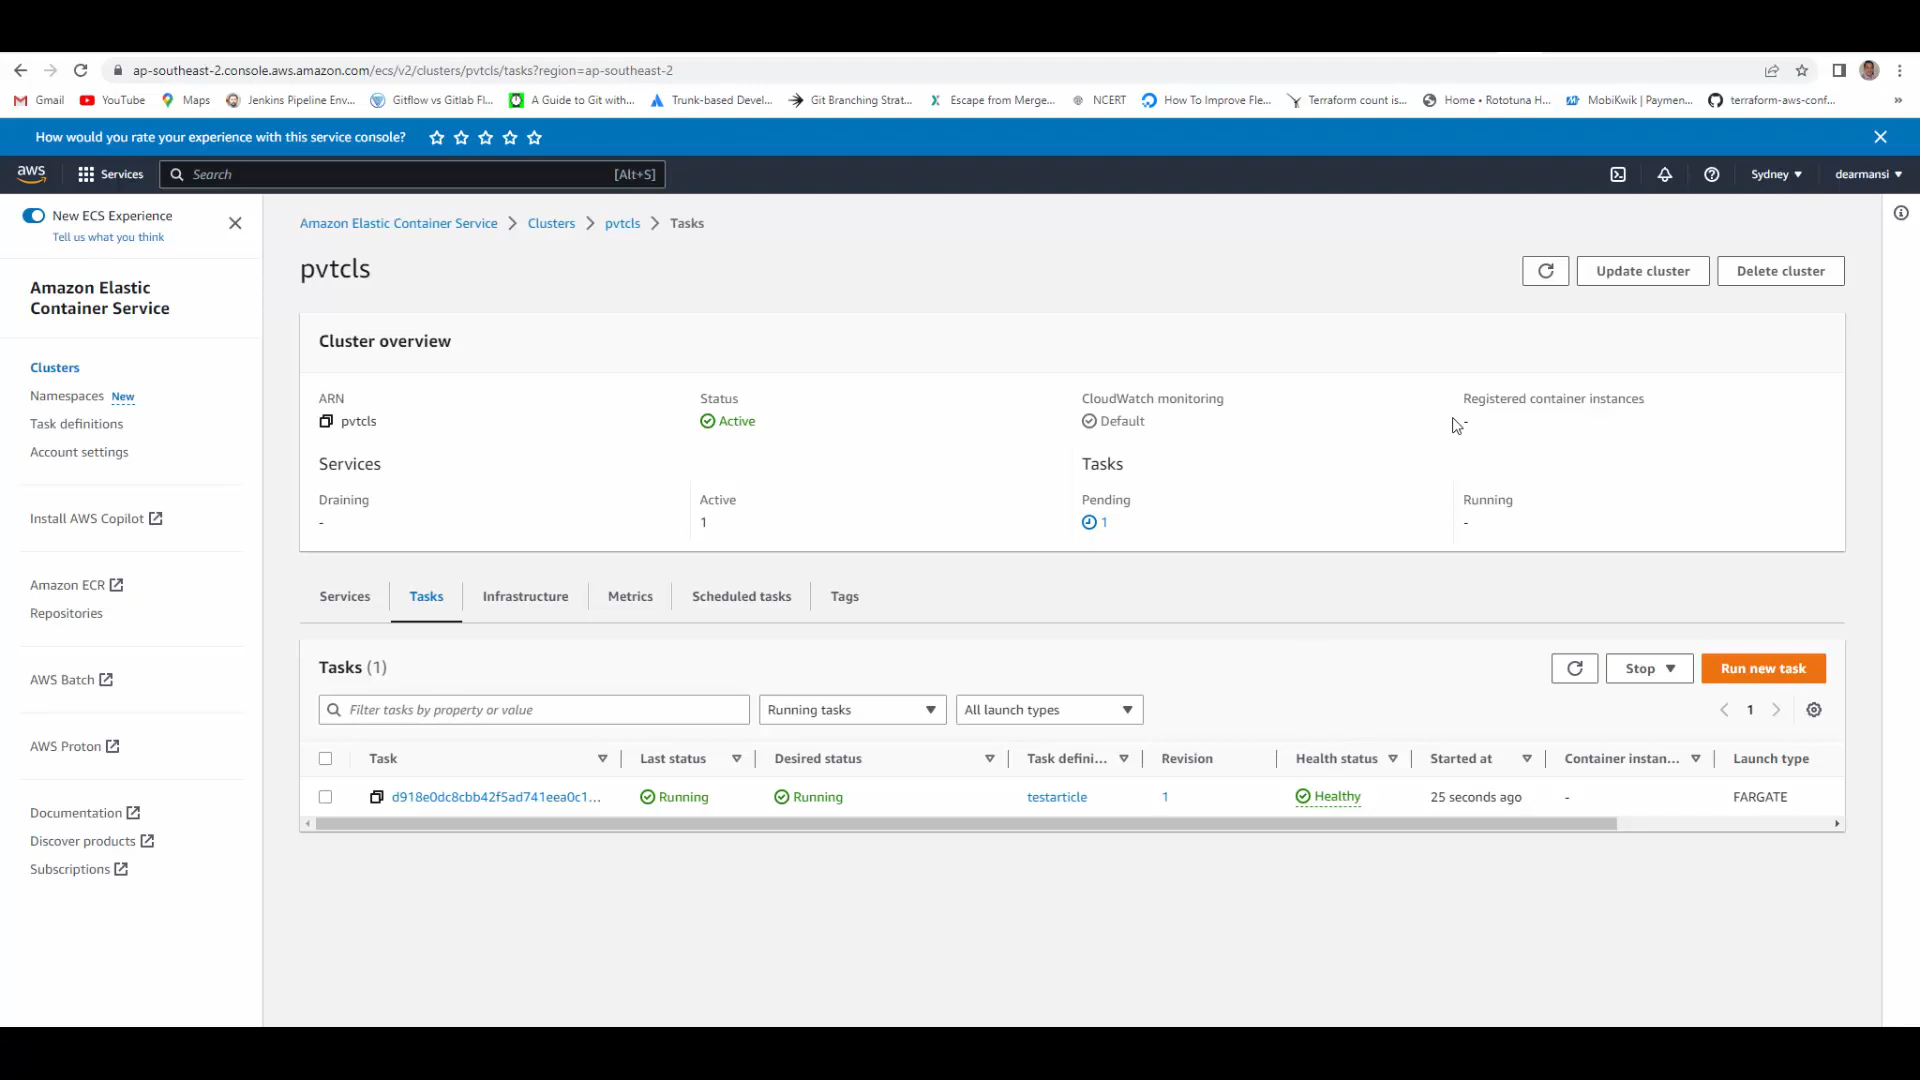 ap-southeast-2.console.aws.amazon.com/ecs/v2/clusters/pvtcls/tasks?region=ap-southeast-2
Gmail YouTube Maps Jenkins Pipeline Env... Gitflow vs Gitlab Fl... A Guide to Git with... Trunk-based Devel... Git Branching Strat... Escape from Merge... NCERT How To Improve Fle... Terraform count is... Home • Rototuna H... MobiKwik | Paymen... terraform-aws-conf... »
How would you rate your experience with this service console?
aws Services Search [Alt+S] Sydney dearmansi
New ECS Experience
Tell us what you think
Amazon Elastic Container Service
Clusters
Namespaces New
Task definitions
Account settings
Install AWS Copilot
Amazon ECR
Repositories
AWS Batch
AWS Proton
Documentation
Discover products
Subscriptions
Amazon Elastic Container Service > Clusters > pvtcls > Tasks
pvtcls
Update cluster Delete cluster
Cluster overview
ARN Status CloudWatch monitoring Registered container instances
pvtcls Active Default -
Services Tasks
Draining Active Pending Running
- 1 1 -
Services Tasks Infrastructure Metrics Scheduled tasks Tags
Tasks (1) Stop Run new task
Filter tasks by property or value Running tasks All launch types 1
Task Last status Desired status Task defini... Revision Health status Started at Container instan... Launch type
d918e0dc8cbb42f5ad741eea0c1... Running Running testarticle 1 Healthy 25 seconds ago - FARGATE